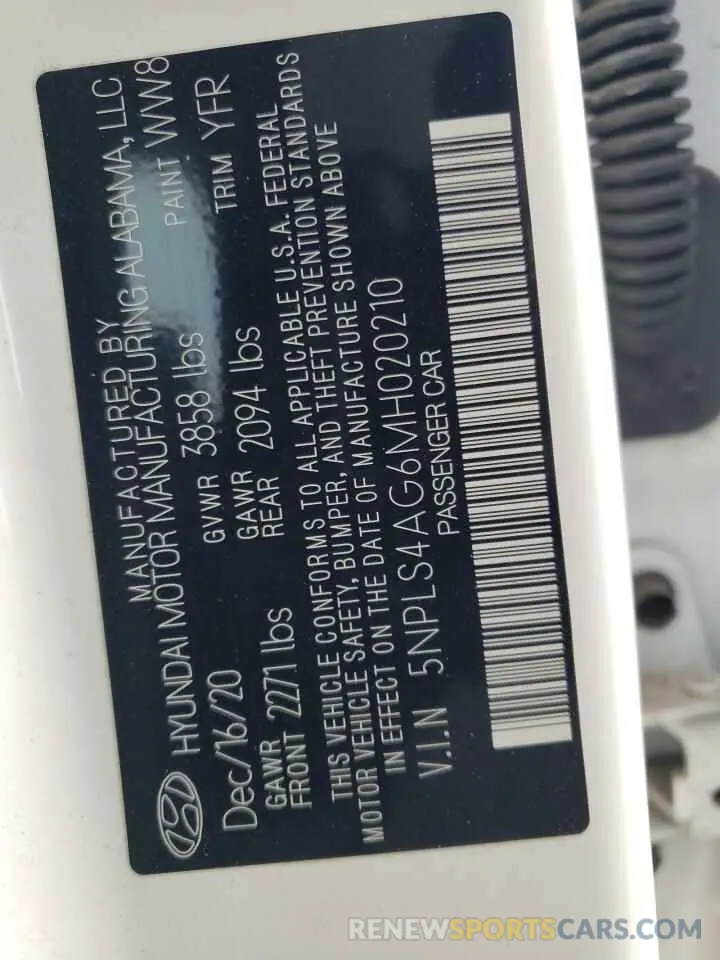 MANUFACTURED BY
HYUNDAI MOTOR MANUFACTURING ALABAMA, LLC
Dec/16/20 GVWR 3858 lbs PAINT WW8
GAWR GAWR TRIM YFR
FRONT 2271 lbs REAR 2094 lbs
THIS VEHICLE CONFORMS TO ALL APPLICABLE U.S.A. FEDERAL
MOTOR VEHICLE SAFETY, BUMPER, AND THEFT PREVENTION STANDARDS
IN EFFECT ON THE DATE OF MANUFACTURE SHOWN ABOVE
V.I.N 5NPLS4AG6MH020210
PASSENGER CAR
RENEWSPORTSCARS.COM